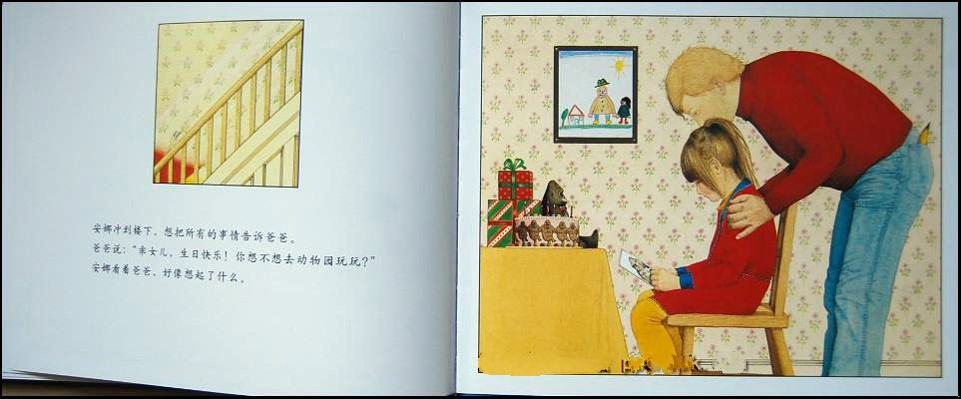 安娜冲到楼下，想把所有的事情告诉爸爸。
爸爸说：“乖女儿，生日快乐！你想不想去动物园玩玩？”
安娜看看爸爸，好像想起了什么。